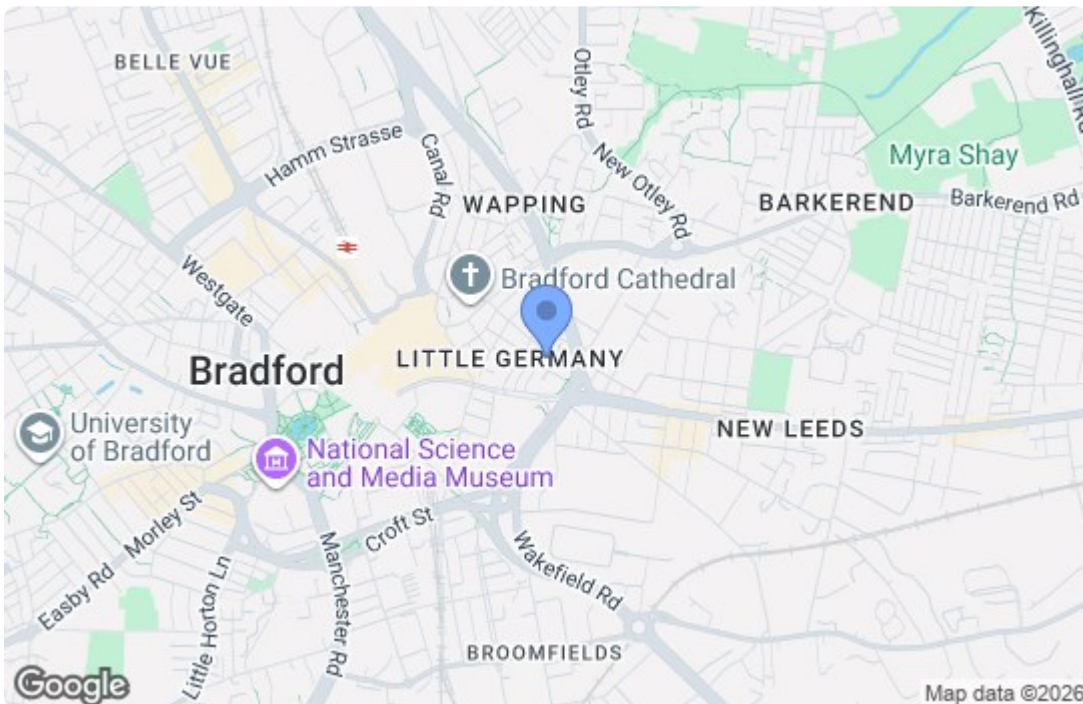 BELLE VUE
Otley Rd
Killinghall Rd
Hamm Strasse
Canal Rd
New Otley Rd
Myra Shay
WAPPING
BARKEREND
Barkerend Rd
Westgate
Bradford Cathedral
Bradford
LITTLE GERMANY
University
of Bradford
NEW LEEDS
National Science
and Media Museum
Morley St
Croft St
Easby Rd
Little Horton Ln
Manchester Rd
Wakefield Rd
BROOMFIELDS
Google
Map data ©2026